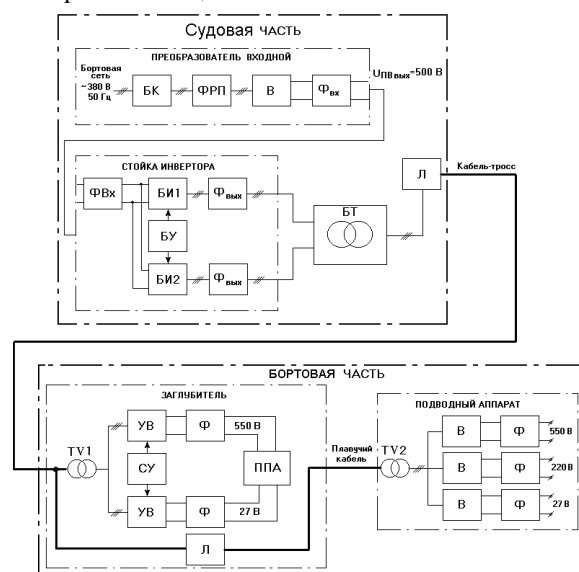 Судовая часть
ПРЕОБРАЗОВАТЕЛЬ ВХОДНОЙ
Бортовая
сеть
~380 В
50 Гц
БК
ФРП
В
Фвх
UПВвых=500 В
СТОЙКА ИНВЕРТОРА
ФВх
БИ1
Фвых
БУ
БИ2
Фвых
БТ
Л
Кабель-тросс
БОРТОВАЯ ЧАСТЬ
ЗАГЛУБИТЕЛЬ
TV1
УВ
Ф
550 В
СУ
ППА
УВ
Ф
27 В
Л
Плавучий
кабель
ПОДВОДНЫЙ АППАРАТ
TV2
В
Ф
550 В
В
Ф
220В
В
Ф
27 В